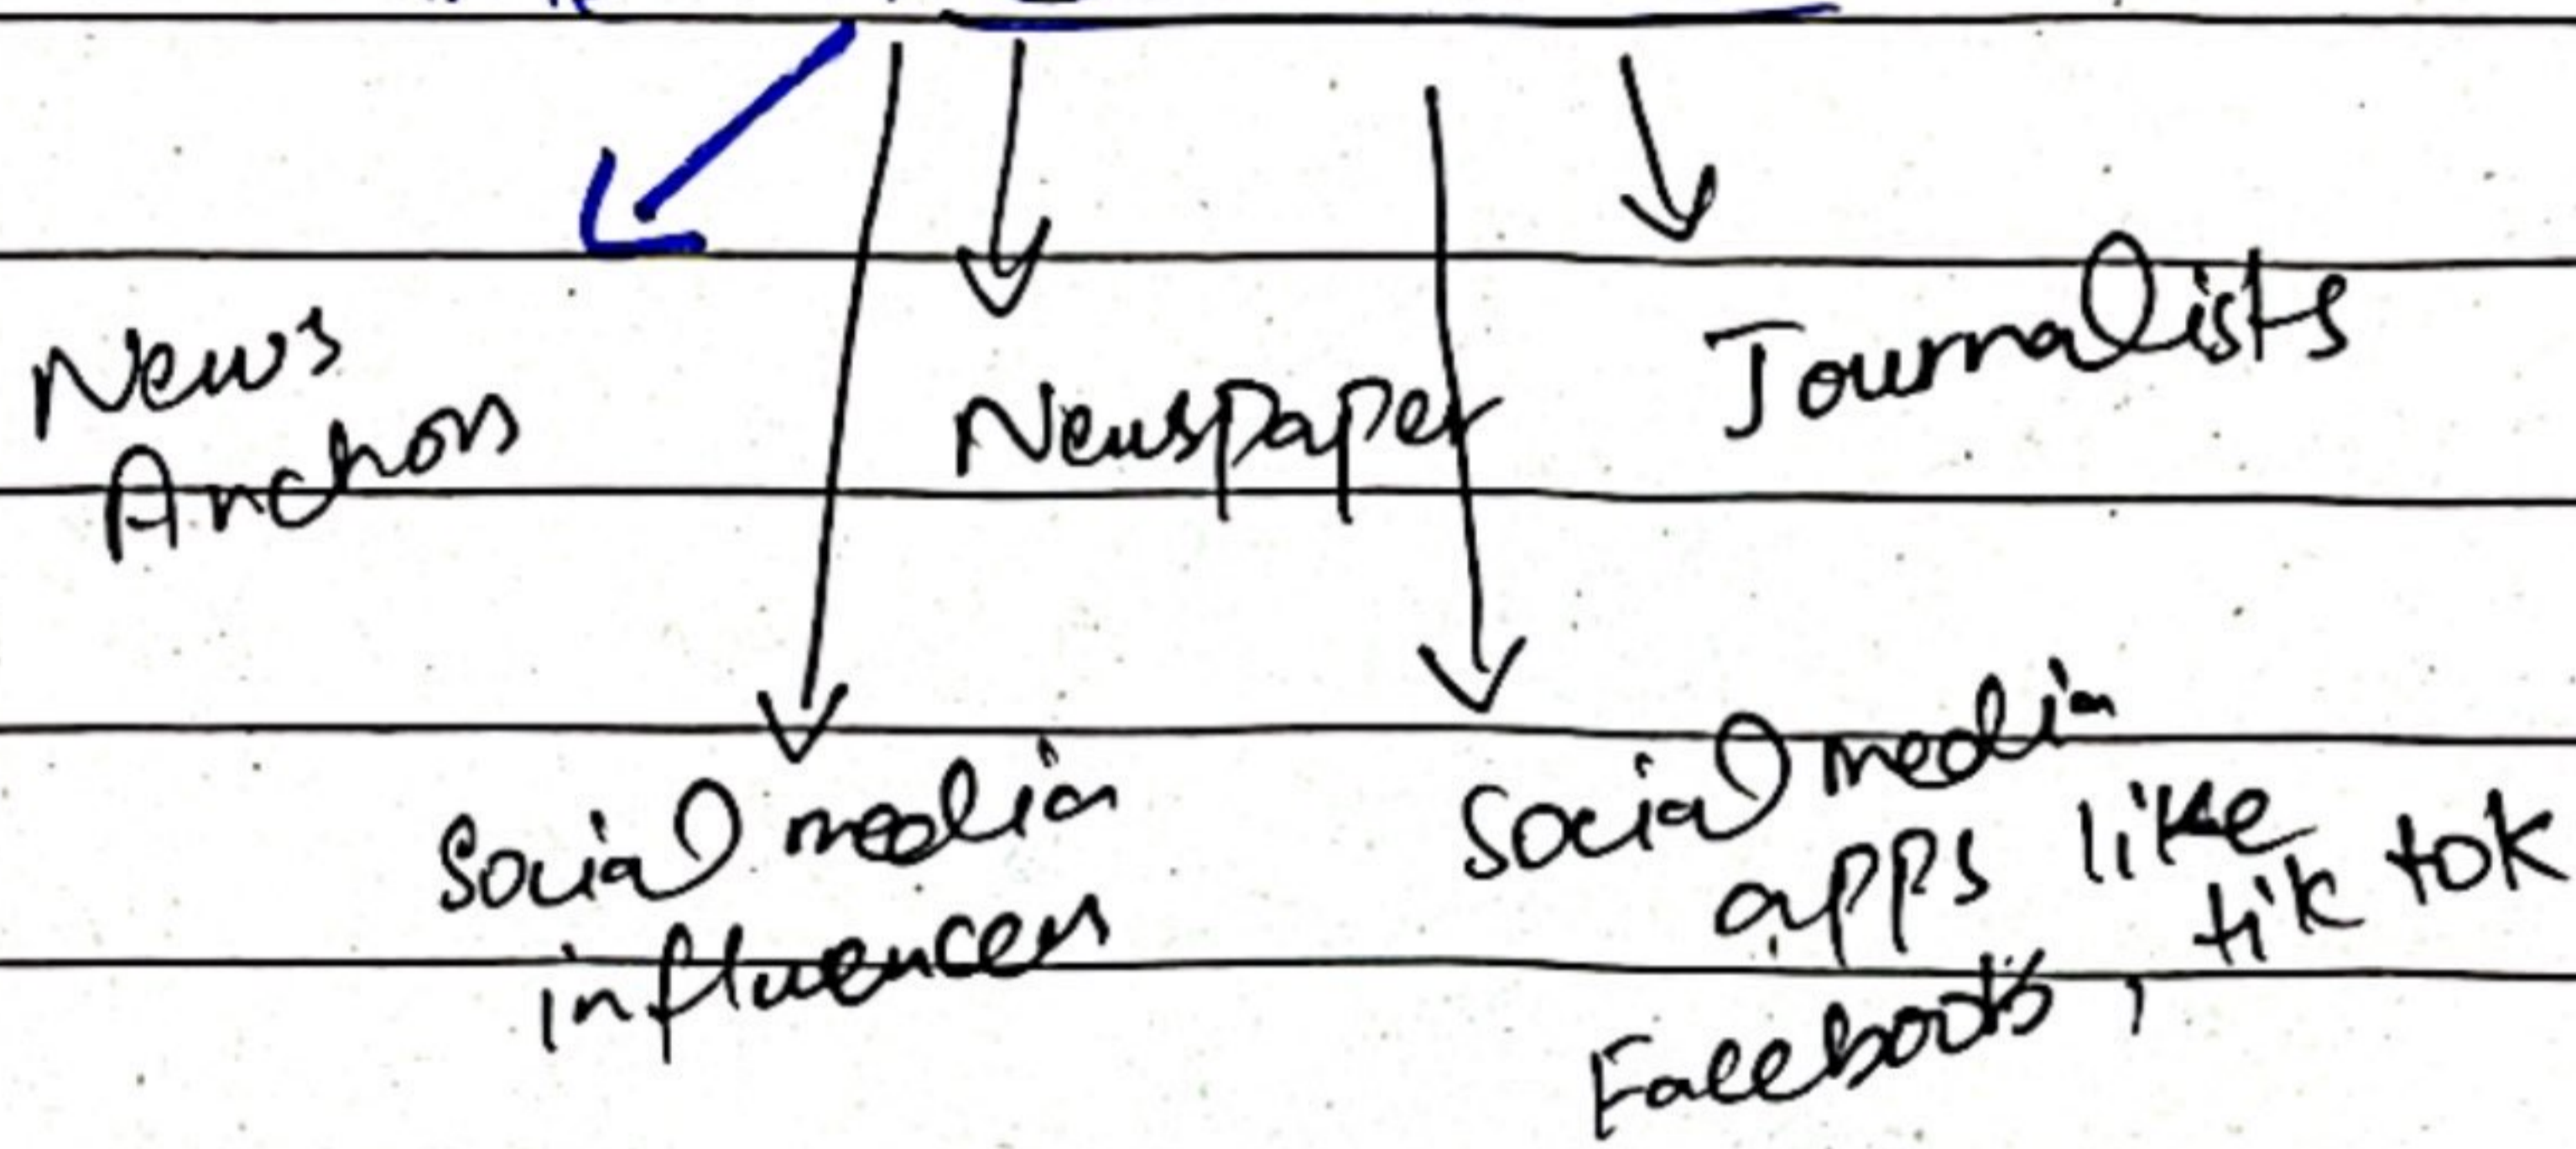 News
Anchors
Newspaper
Journalists
Social media
influencers
Social media
apps like
tik tok
Facebook,